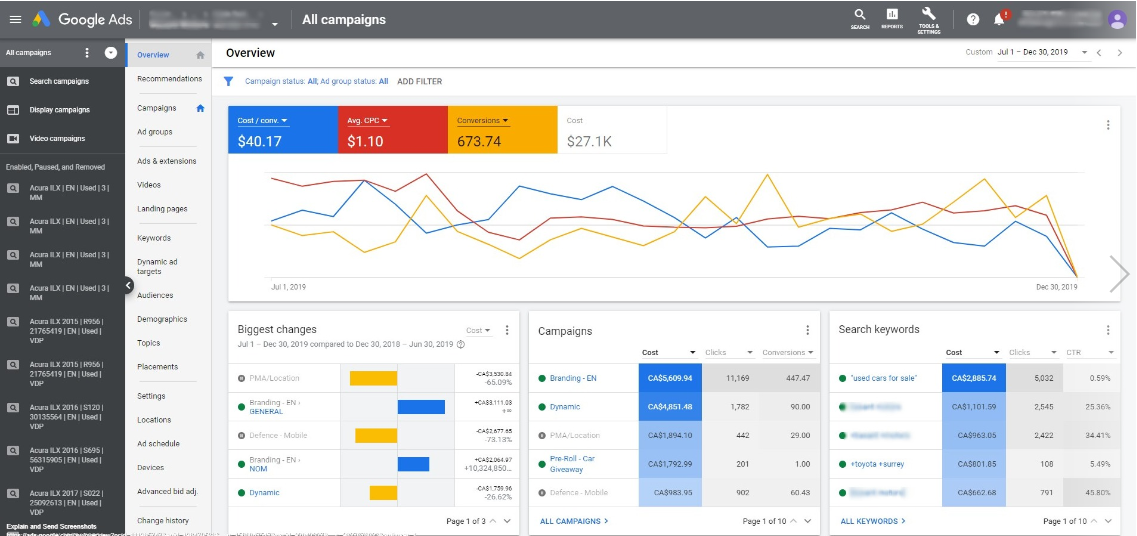 Google Ads
All campaigns
SEARCH
REPORTS
TOOLS &
SETTINGS
All campaigns
Search campaigns
Display campaigns
Video campaigns
Enabled, Paused, and Removed
Acura ILX | EN | Used | 3 |
MM
Acura ILX | EN | Used | 3 |
MM
Acura ILX | EN | Used | 3 |
MM
Acura ILX | EN | Used | 3 |
MM
Acura ILX 2015 | R956 |
21765419 | EN | Used |
VDP
Acura ILX 2015 | R956 |
21765419 | EN | Used |
VDP
Acura ILX 2016 | S120 |
30135564 | EN | Used |
VDP
Acura ILX 2016 | S695 |
56315905 | EN | Used |
VDP
Acura ILX 2017 | S022 |
25092613 | EN | Used |
VDP
Explain and Send Screenshots
Overview
Recommendations
Campaigns
Ad groups
Ads & extensions
Videos
Landing pages
Keywords
Dynamic ad
targets
Audiences
Demographics
Topics
Placements
Settings
Locations
Ad schedule
Devices
Advanced bid adj.
Change history
Overview
Custom Jul 1 – Dec 30, 2019
Campaign status: All; Ad group status: All ADD FILTER
Cost / conv.
$40.17
Avg. CPC
$1.10
Conversions
673.74
Cost
$27.1K
Jul 1, 2019
Dec 30, 2019
Biggest changes
Cost
Jul 1 – Dec 30, 2019 compared to Dec 30, 2018 – Jun 30, 2019
PMA/Location
-CA$3,530.84
-65.09%
Branding - EN ›
GENERAL
+CA$3,111.03
+∞
Defence - Mobile
-CA$2,677.65
-73.13%
Branding - EN ›
NOM
+CA$2,064.97
+10,324,850...
Dynamic
-CA$1,759.96
-26.62%
Page 1 of 3
Campaigns
Cost Clicks Conversions
Branding - EN CA$5,609.94 11,169 447.47
Dynamic CA$4,851.48 1,782 90.00
PMA/Location CA$1,894.10 442 29.00
Pre-Roll - Car
Giveaway CA$1,792.99 201 1.00
Defence - Mobile CA$983.95 902 60.43
ALL CAMPAIGNS
Page 1 of 10
Search keywords
Cost Clicks CTR
"used cars for sale" CA$2,885.74 5,032 0.59%
CA$1,101.59 2,545 25.36%
CA$963.05 2,422 34.41%
+toyota +surrey CA$801.85 108 5.49%
CA$662.68 791 45.80%
ALL KEYWORDS
Page 1 of 10